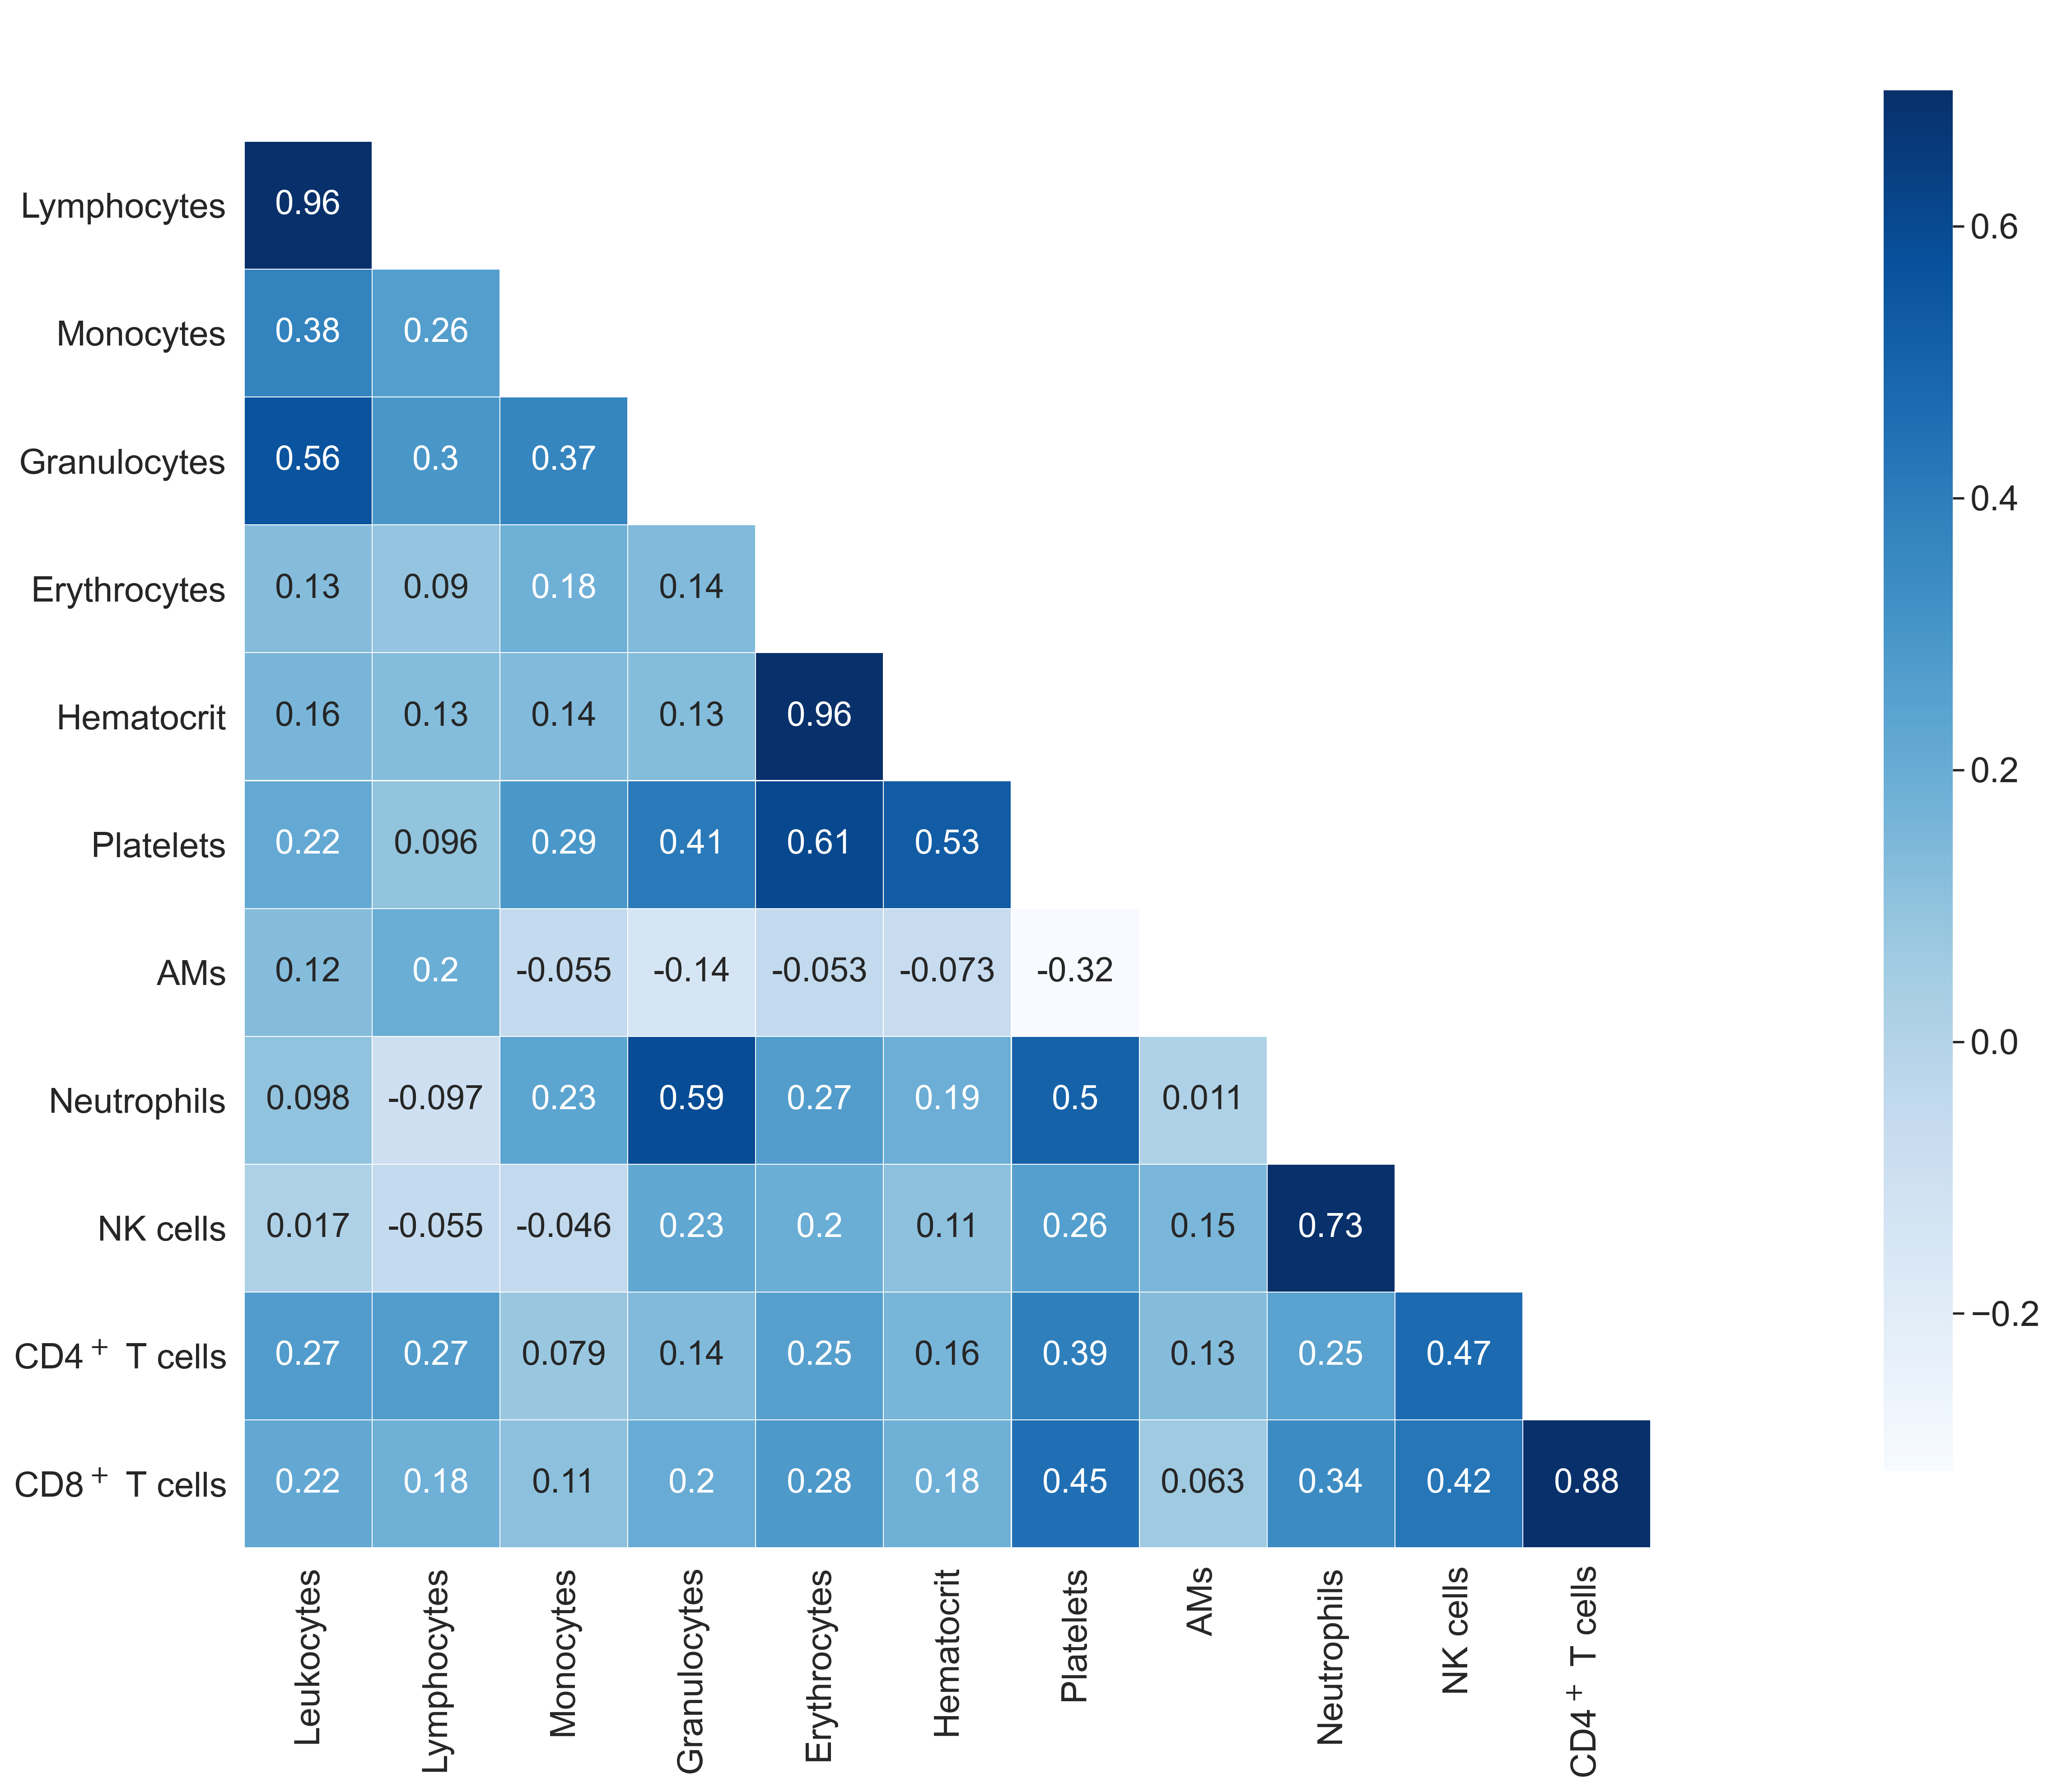 Lymphocytes 0.96
Monocytes 0.38 0.26
Granulocytes 0.56 0.3 0.37
Erythrocytes 0.13 0.09 0.18 0.14
Hematocrit 0.16 0.13 0.14 0.13 0.96
Platelets 0.22 0.096 0.29 0.41 0.61 0.53
AMs 0.12 0.2 -0.055 -0.14 -0.053 -0.073 -0.32
Neutrophils 0.098 -0.097 0.23 0.59 0.27 0.19 0.5 0.011
NK cells 0.017 -0.055 -0.046 0.23 0.2 0.11 0.26 0.15 0.73
CD4⁺ T cells 0.27 0.27 0.079 0.14 0.25 0.16 0.39 0.13 0.25 0.47
CD8⁺ T cells 0.22 0.18 0.11 0.2 0.28 0.18 0.45 0.063 0.34 0.42 0.88
Leukocytes
Lymphocytes
Monocytes
Granulocytes
Erythrocytes
Hematocrit
Platelets
AMs
Neutrophils
NK cells
CD4⁺ T cells
0.6
0.4
0.2
0.0
−0.2